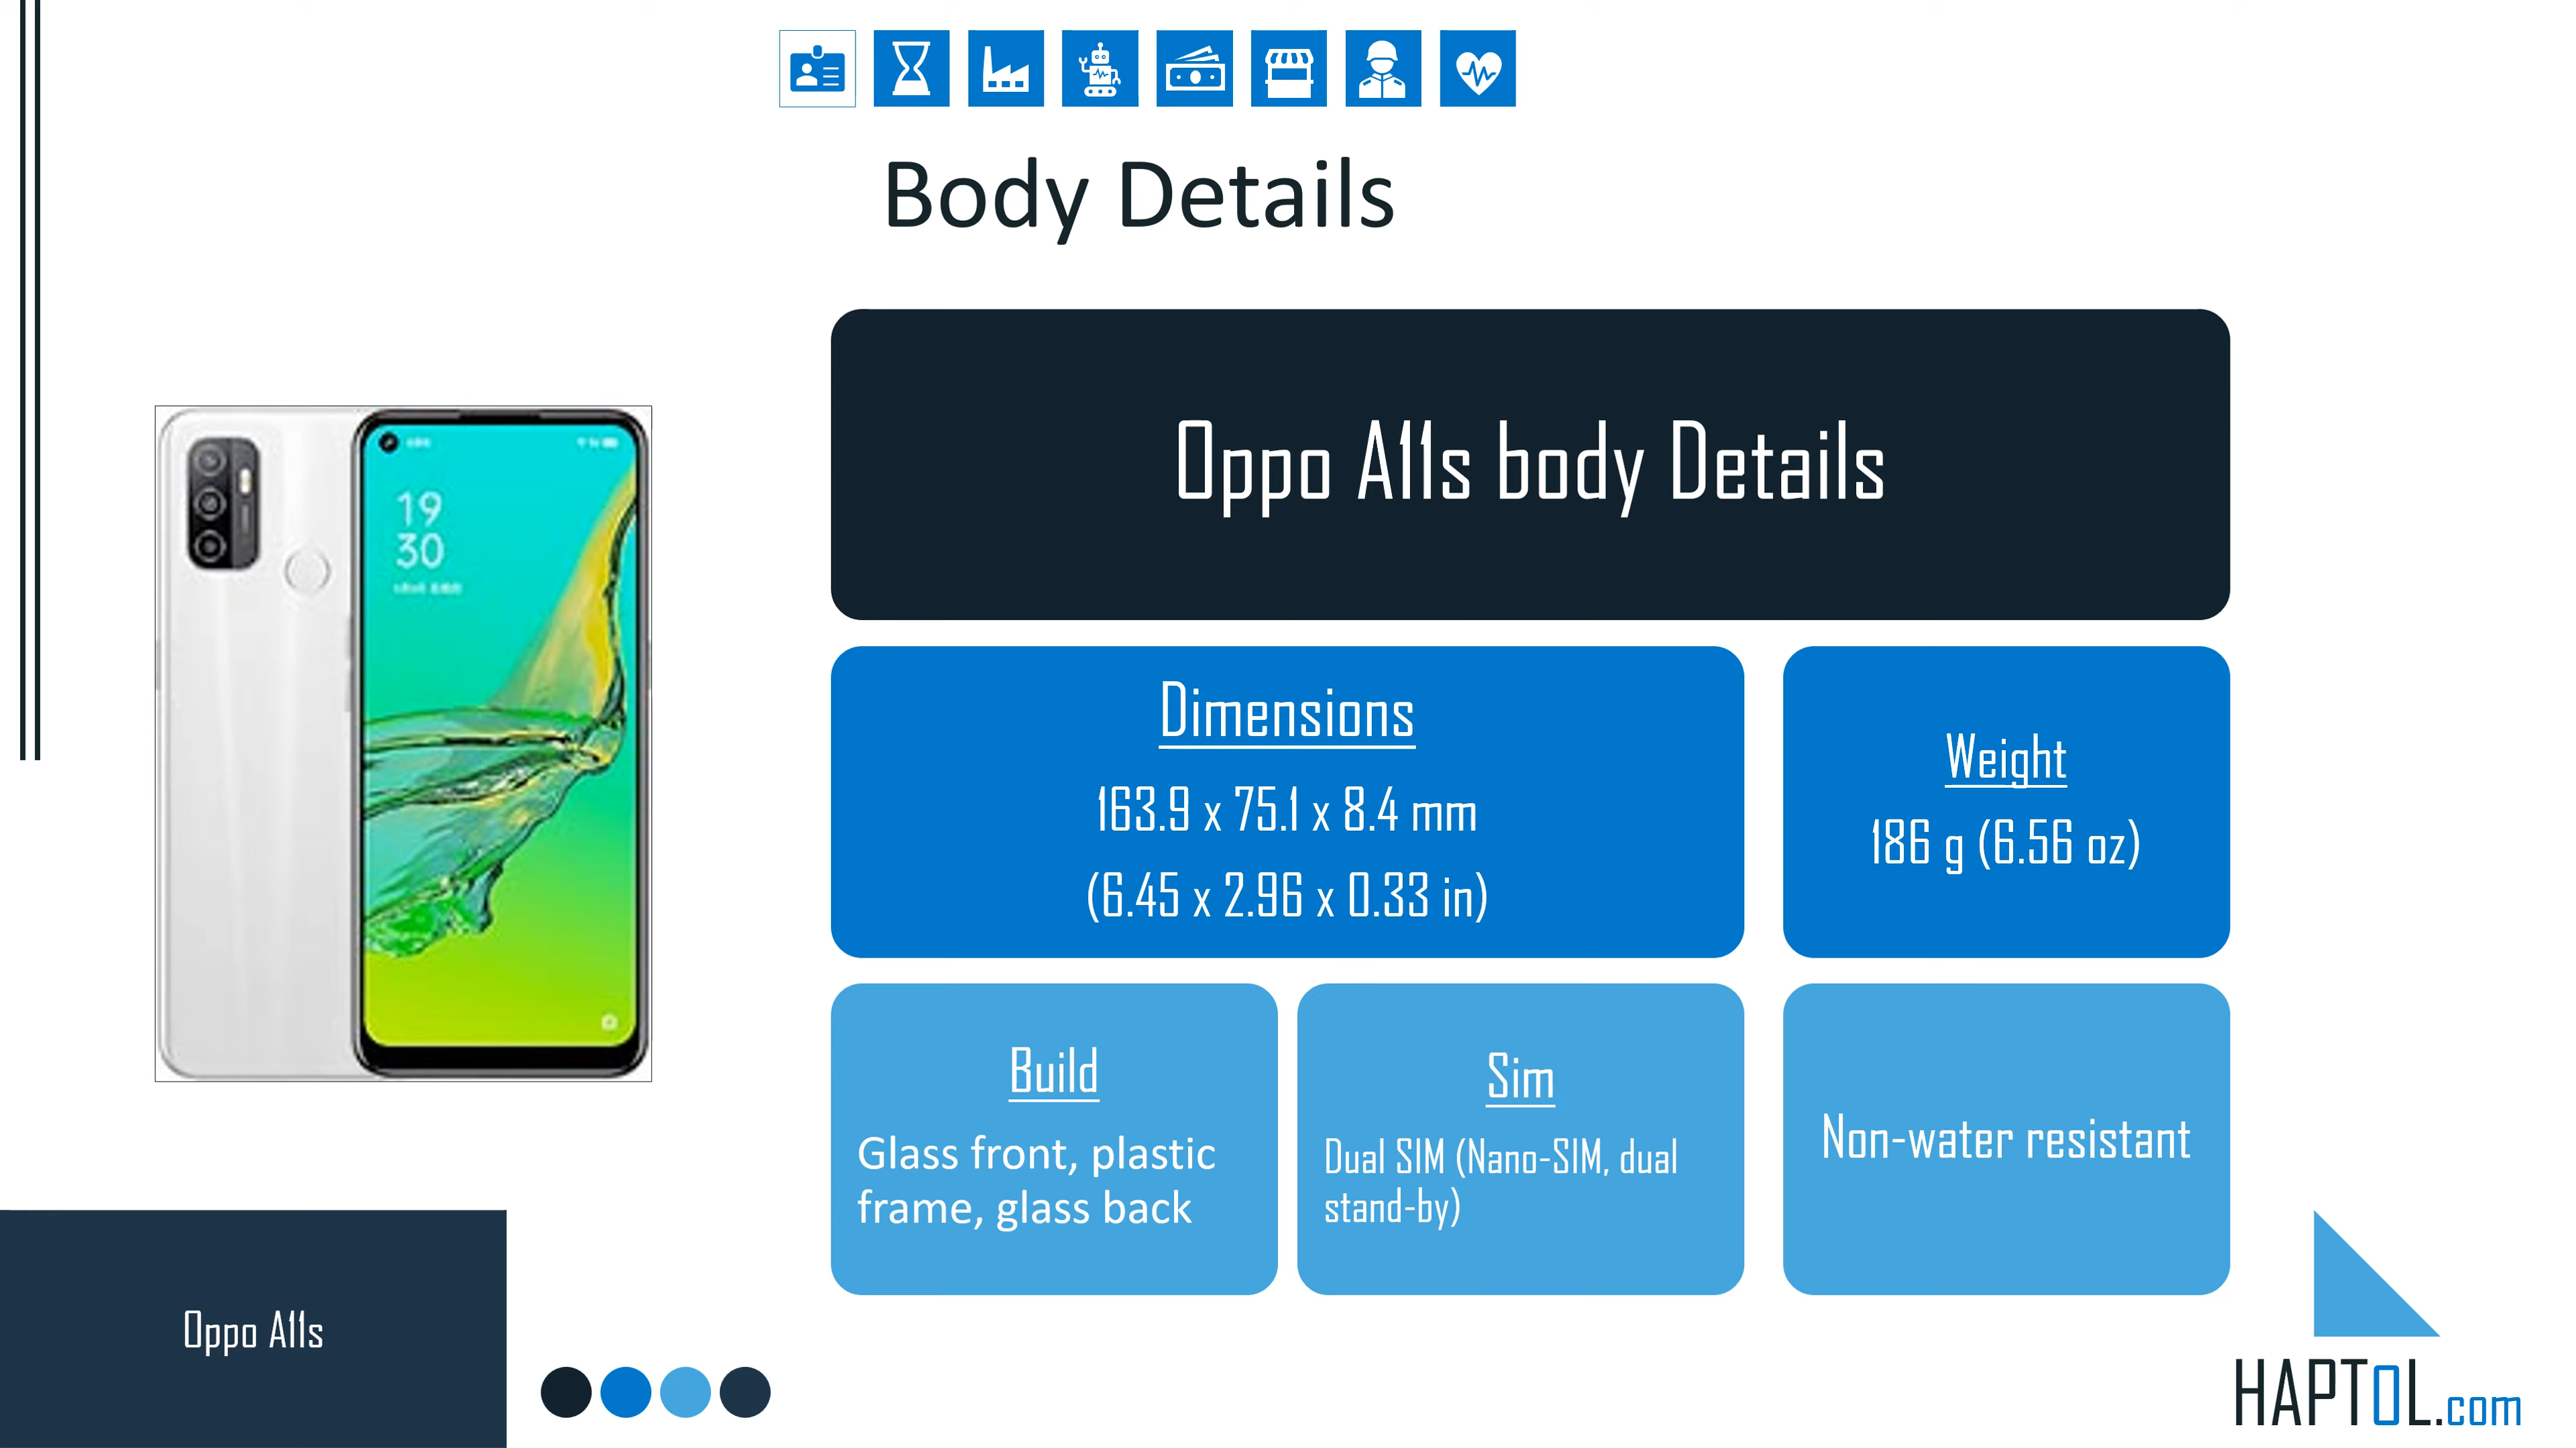 Body Details
Oppo A11s body Details
19
30
Dimensions
163.9 x 75.1 x 8.4 mm
(6.45 x 2.96 x 0.33 in)
Weight
186 g (6.56 oz)
Build
Glass front, plastic
frame, glass back
Sim
Dual SIM (Nano-SIM, dual
stand-by)
Non-water resistant
Oppo A11s
HAPTOL.com